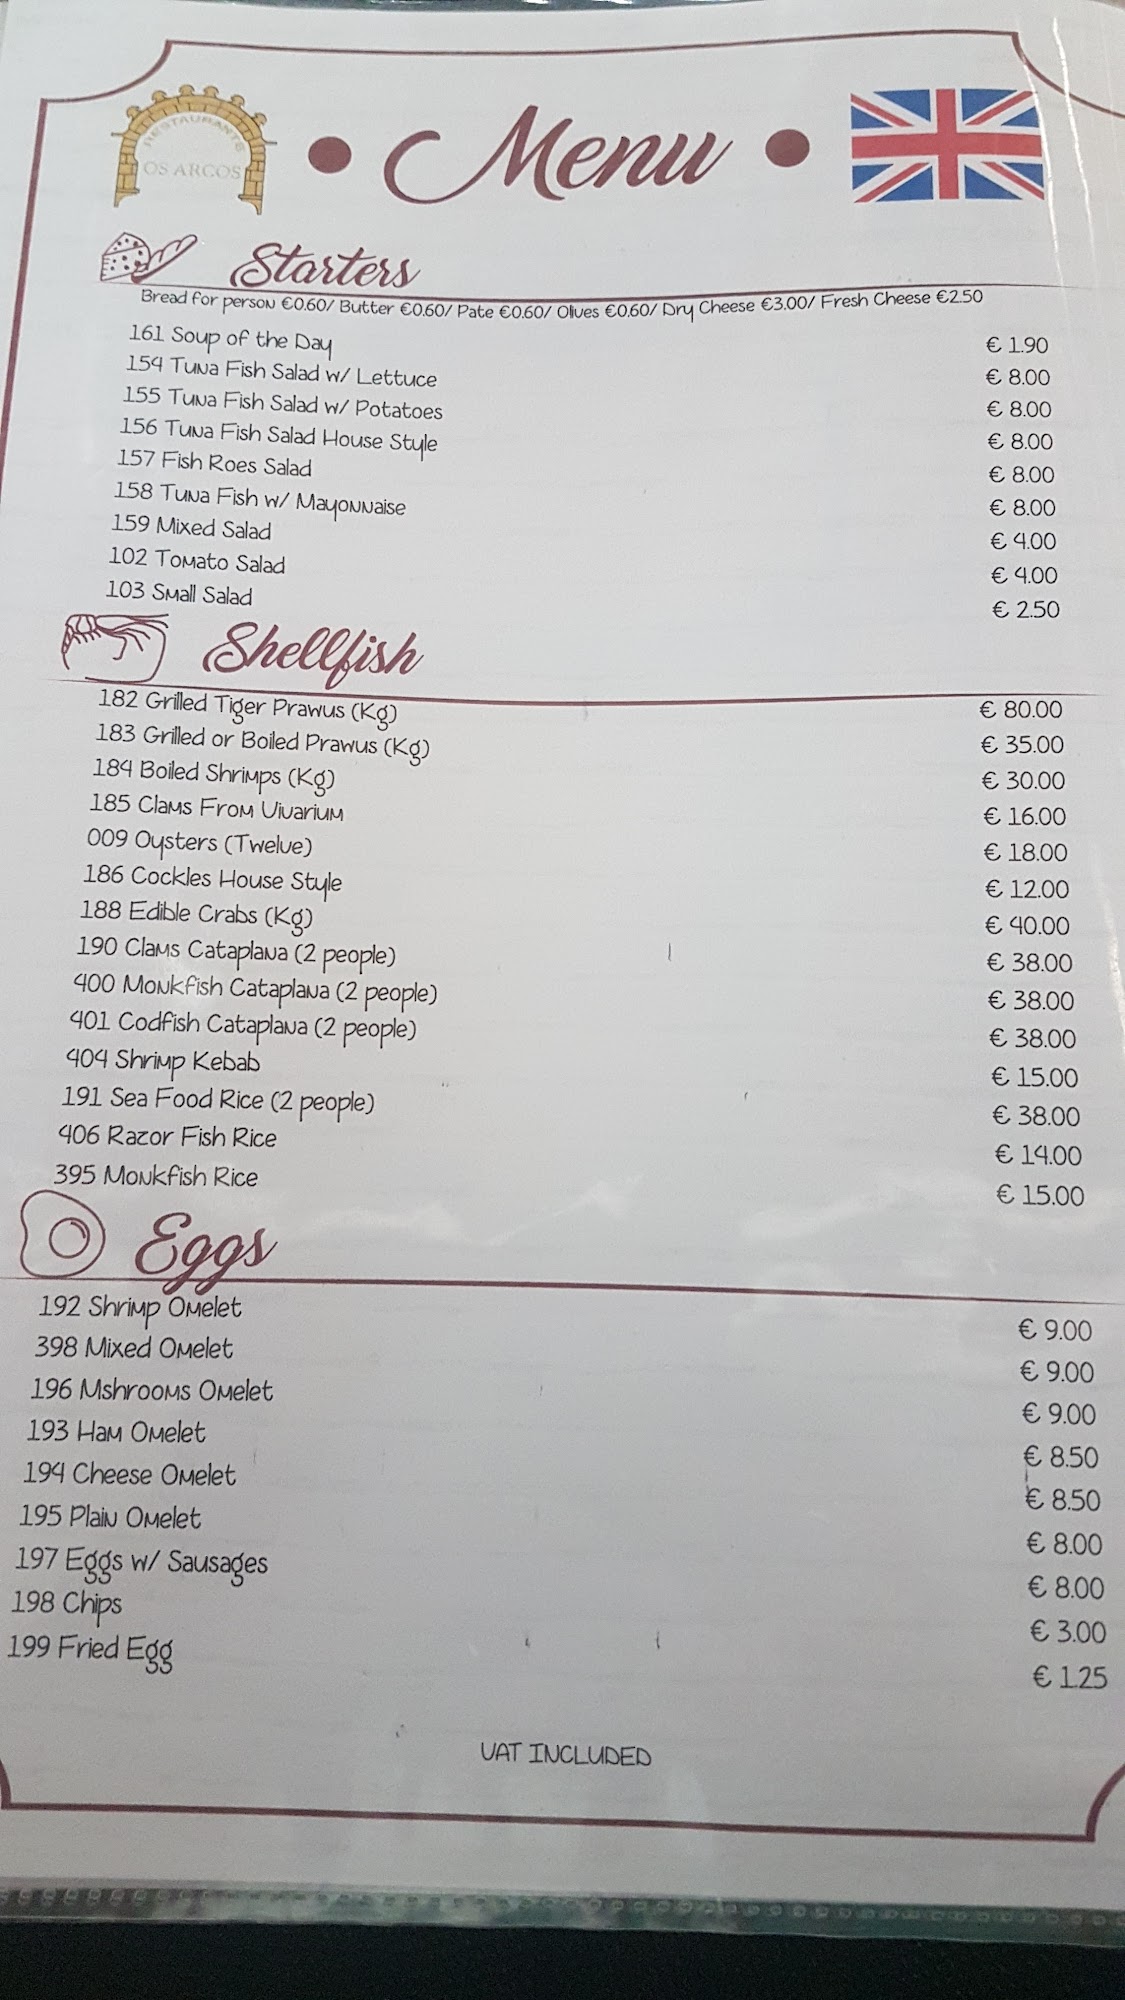 RESTAURANTE
OS ARCOS
• Menu •
Starters
Bread for person €0.60/ Butter €0.60/ Pate €0.60/ Olives €0.60/ Dry Cheese €3.00/ Fresh Cheese €2.50
161 Soup of the Day € 1.90
154 Tuna Fish Salad w/ Lettuce € 8.00
155 Tuna Fish Salad w/ Potatoes € 8.00
156 Tuna Fish Salad House Style € 8.00
157 Fish Roes Salad € 8.00
158 Tuna Fish w/ Mayonnaise € 8.00
159 Mixed Salad € 4.00
102 Tomato Salad € 4.00
103 Small Salad € 2.50
Shellfish
182 Grilled Tiger Prawns (Kg) € 80.00
183 Grilled or Boiled Prawns (Kg) € 35.00
184 Boiled Shrimps (Kg) € 30.00
185 Clams From Vivarium € 16.00
009 Oysters (Twelve) € 18.00
186 Cockles House Style € 12.00
188 Edible Crabs (Kg) € 40.00
190 Clams Cataplana (2 people) € 38.00
400 Monkfish Cataplana (2 people) € 38.00
401 Codfish Cataplana (2 people) € 38.00
404 Shrimp Kebab € 15.00
191 Sea Food Rice (2 people) € 38.00
406 Razor Fish Rice € 14.00
395 Monkfish Rice € 15.00
Eggs
192 Shrimp Omelet € 9.00
398 Mixed Omelet € 9.00
196 Mshrooms Omelet € 9.00
193 Ham Omelet € 8.50
194 Cheese Omelet € 8.50
195 Plain Omelet € 8.00
197 Eggs w/ Sausages € 8.00
198 Chips € 3.00
199 Fried Egg € 1.25
VAT INCLUDED